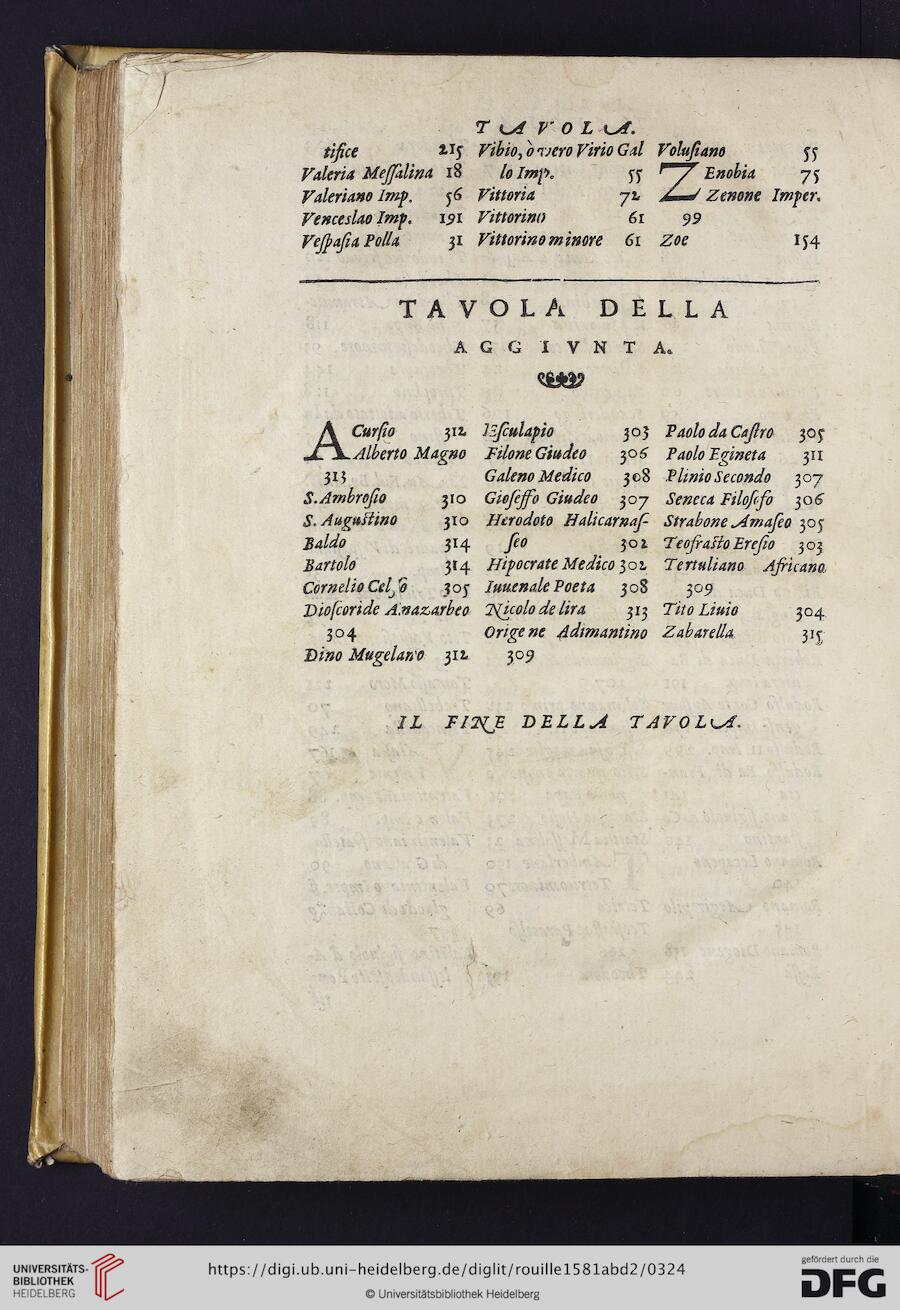 TAVOLA.
tifice 215
Valeria Meſſalina 18
Valeriano Imp. 56
Venceslao Imp. 191
Veſpaſia Polla 31
Vibio, ò vero Virio Gal
lo Imp. 55
Vittoria 72
Vittorino 61
Vittorino minore 61
Voluſiano 55
ZEnobia 75
Zenone Imper.
99
Zoe 154
TAVOLA DELLA
AGGIVNTA.
ACurſio 312
Alberto Magno
313
S. Ambroſio 310
S. Auguſtino 310
Baldo 314
Bartolo 314
Cornelio Celſo 305
Dioſcoride Anazarbeo
304
Dino Mugelano 312
Eſculapio 303
Filone Giudeo 306
Galeno Medico 308
Gioſeffo Giudeo 307
Herodoto Halicarnaſ-
ſeo 302
Hipocrate Medico 302
Iuuenale Poeta 308
Nicolo de lira 313
Origene Adimantino
309
Paolo da Caſtro 305
Paolo Egineta 311
Plinio Secondo 307
Seneca Filoſofo 306
Strabone Amaſeo 305
Teofraſto Ereſio 303
Tertuliano Africano
309
Tito Liuio 304
Zabarella 315
IL FINE DELLA TAVOLA.
UNIVERSITÄTS-
BIBLIOTHEK
HEIDELBERG
https://digi.ub.uni-heidelberg.de/diglit/rouille1581abd2/0324
© Universitätsbibliothek Heidelberg
gefördert durch die
DFG